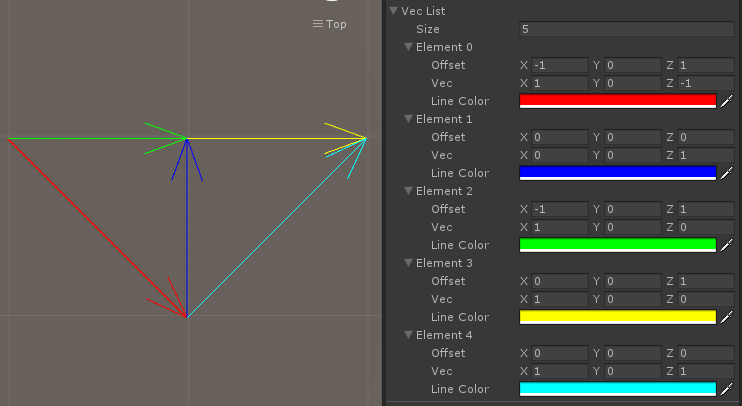 Top
Vec List
Size 5
Element 0
Offset X -1 Y 0 Z 1
Vec X 1 Y 0 Z -1
Line Color
Element 1
Offset X 0 Y 0 Z 0
Vec X 0 Y 0 Z 1
Line Color
Element 2
Offset X -1 Y 0 Z 1
Vec X 1 Y 0 Z 0
Line Color
Element 3
Offset X 0 Y 0 Z 1
Vec X 1 Y 0 Z 0
Line Color
Element 4
Offset X 0 Y 0 Z 0
Vec X 1 Y 0 Z 1
Line Color